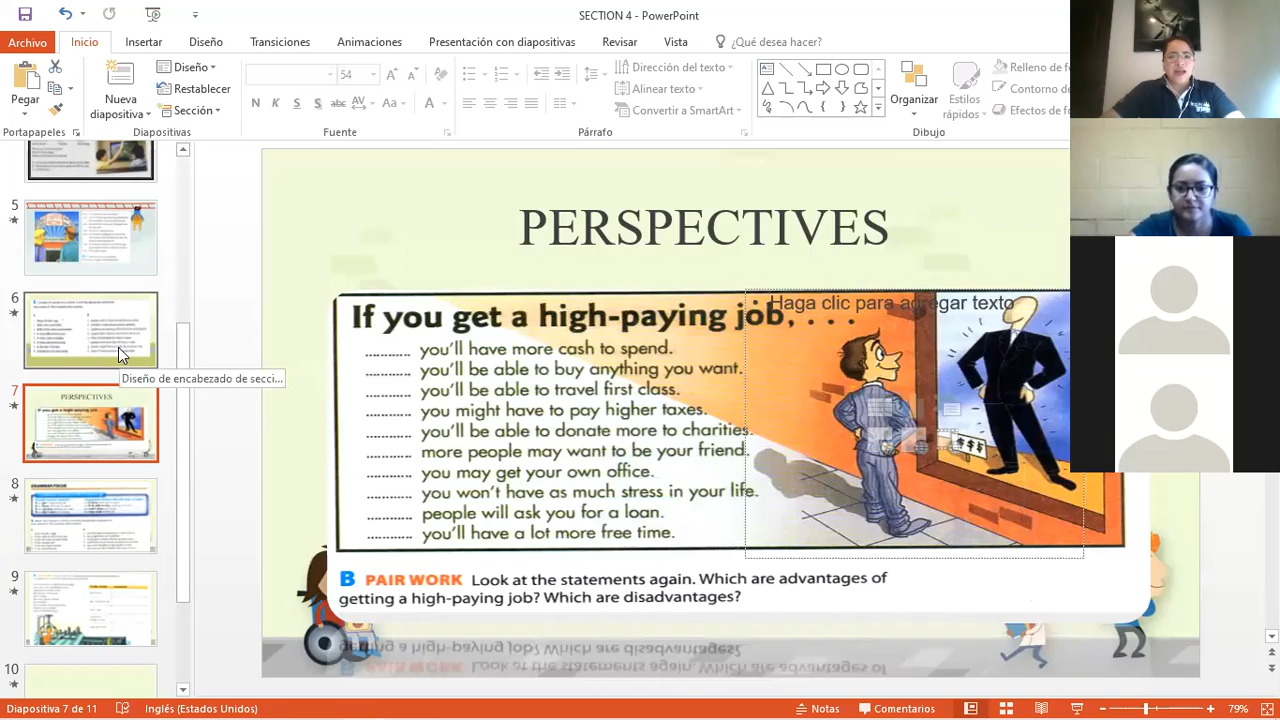 SECTION 4 - PowerPoint
Archivo Inicio Insertar Diseño Transiciones Animaciones Presentación con diapositivas Revisar Vista ¿Qué desea hacer?
Pegar
Portapapeles
Nueva diapositiva
Diseño
Restablecer
Sección
Diapositivas
54
N K S S abc AV Aa A
Fuente
Dirección del texto
Alinear texto
Convertir a SmartArt
Párrafo
Organizar
Estilos rápidos
Relleno de fo
Contorno de
Efectos de fo
Dibujo
5
6
Diseño de encabezado de secci...
7
PERSPECTIVES
8
GRAMMAR FOCUS
9
10
PERSPECTIVES
Haga clic para agregar texto
If you get a high-paying job, . . . .
.......... you'll have more cash to spend.
.......... you'll be able to buy anything you want.
.......... you'll be able to travel first class.
.......... you might have to pay higher taxes.
.......... you'll be able to donate more to charities.
.......... more people may want to be your friend.
.......... you may get your own office.
.......... you won't have as much stress in your life.
.......... people will ask you for a loan.
.......... you'll have a lot more free time.
$$$
B PAIR WORK Look at the statements again. Which are advantages of
getting a high-paying job? Which are disadvantages?
Diapositiva 7 de 11 Inglés (Estados Unidos) Notas Comentarios 79%